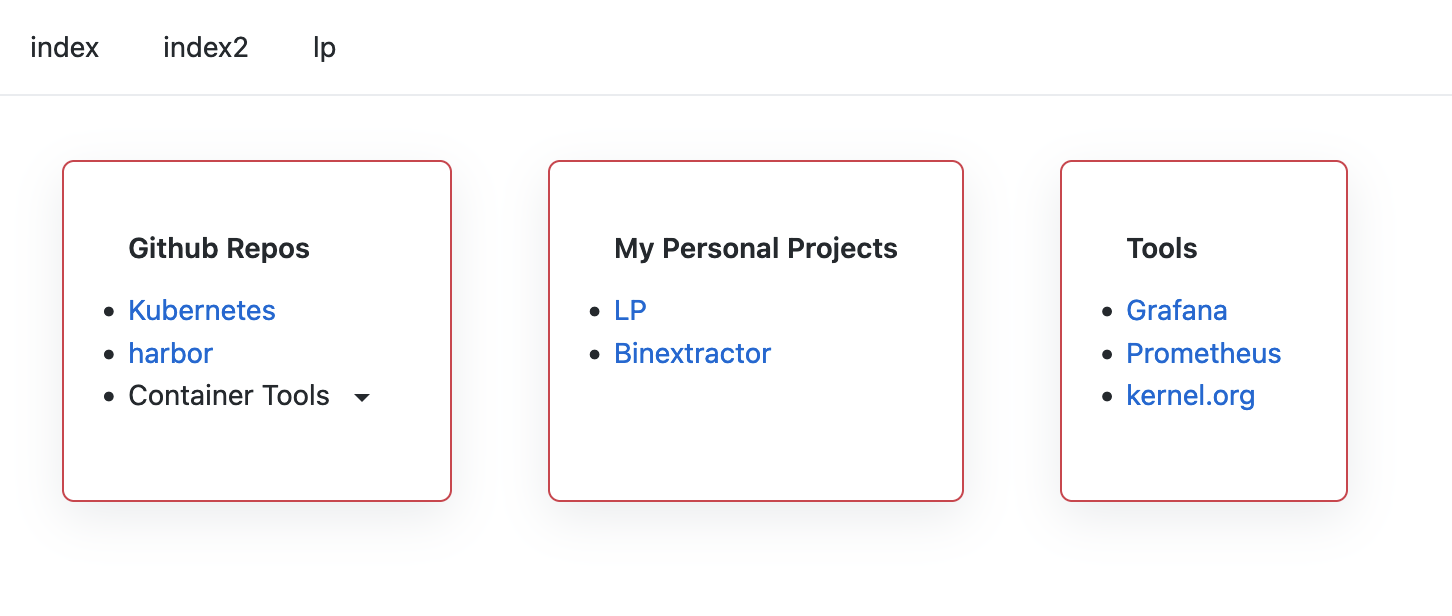 index index2 lp
Github Repos
Kubernetes
harbor
Container Tools
My Personal Projects
LP
Binextractor
Tools
Grafana
Prometheus
kernel.org